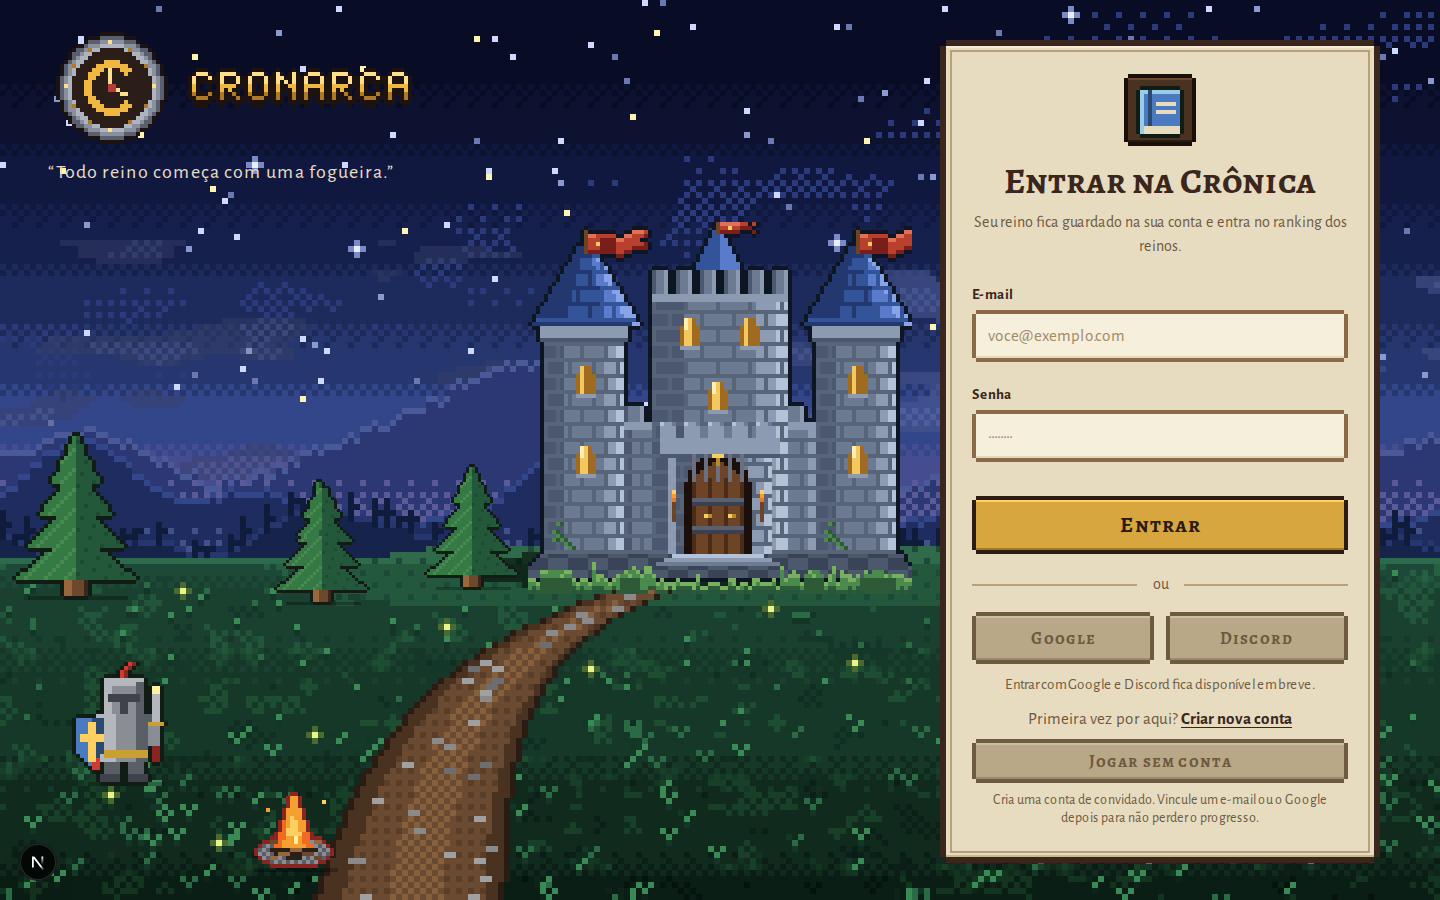 CRONARCA
“Todo reino começa com uma fogueira.”
Entrar na Crônica
Seu reino fica guardado na sua conta e entra no ranking dos
reinos.
E-mail
voce@exemplo.com
Senha
Entrar
ou
Google
Discord
Entrar com Google e Discord fica disponível em breve.
Primeira vez por aqui? Criar nova conta
Jogar sem conta
Cria uma conta de convidado. Vincule um e-mail ou o Google
depois para não perder o progresso.
N